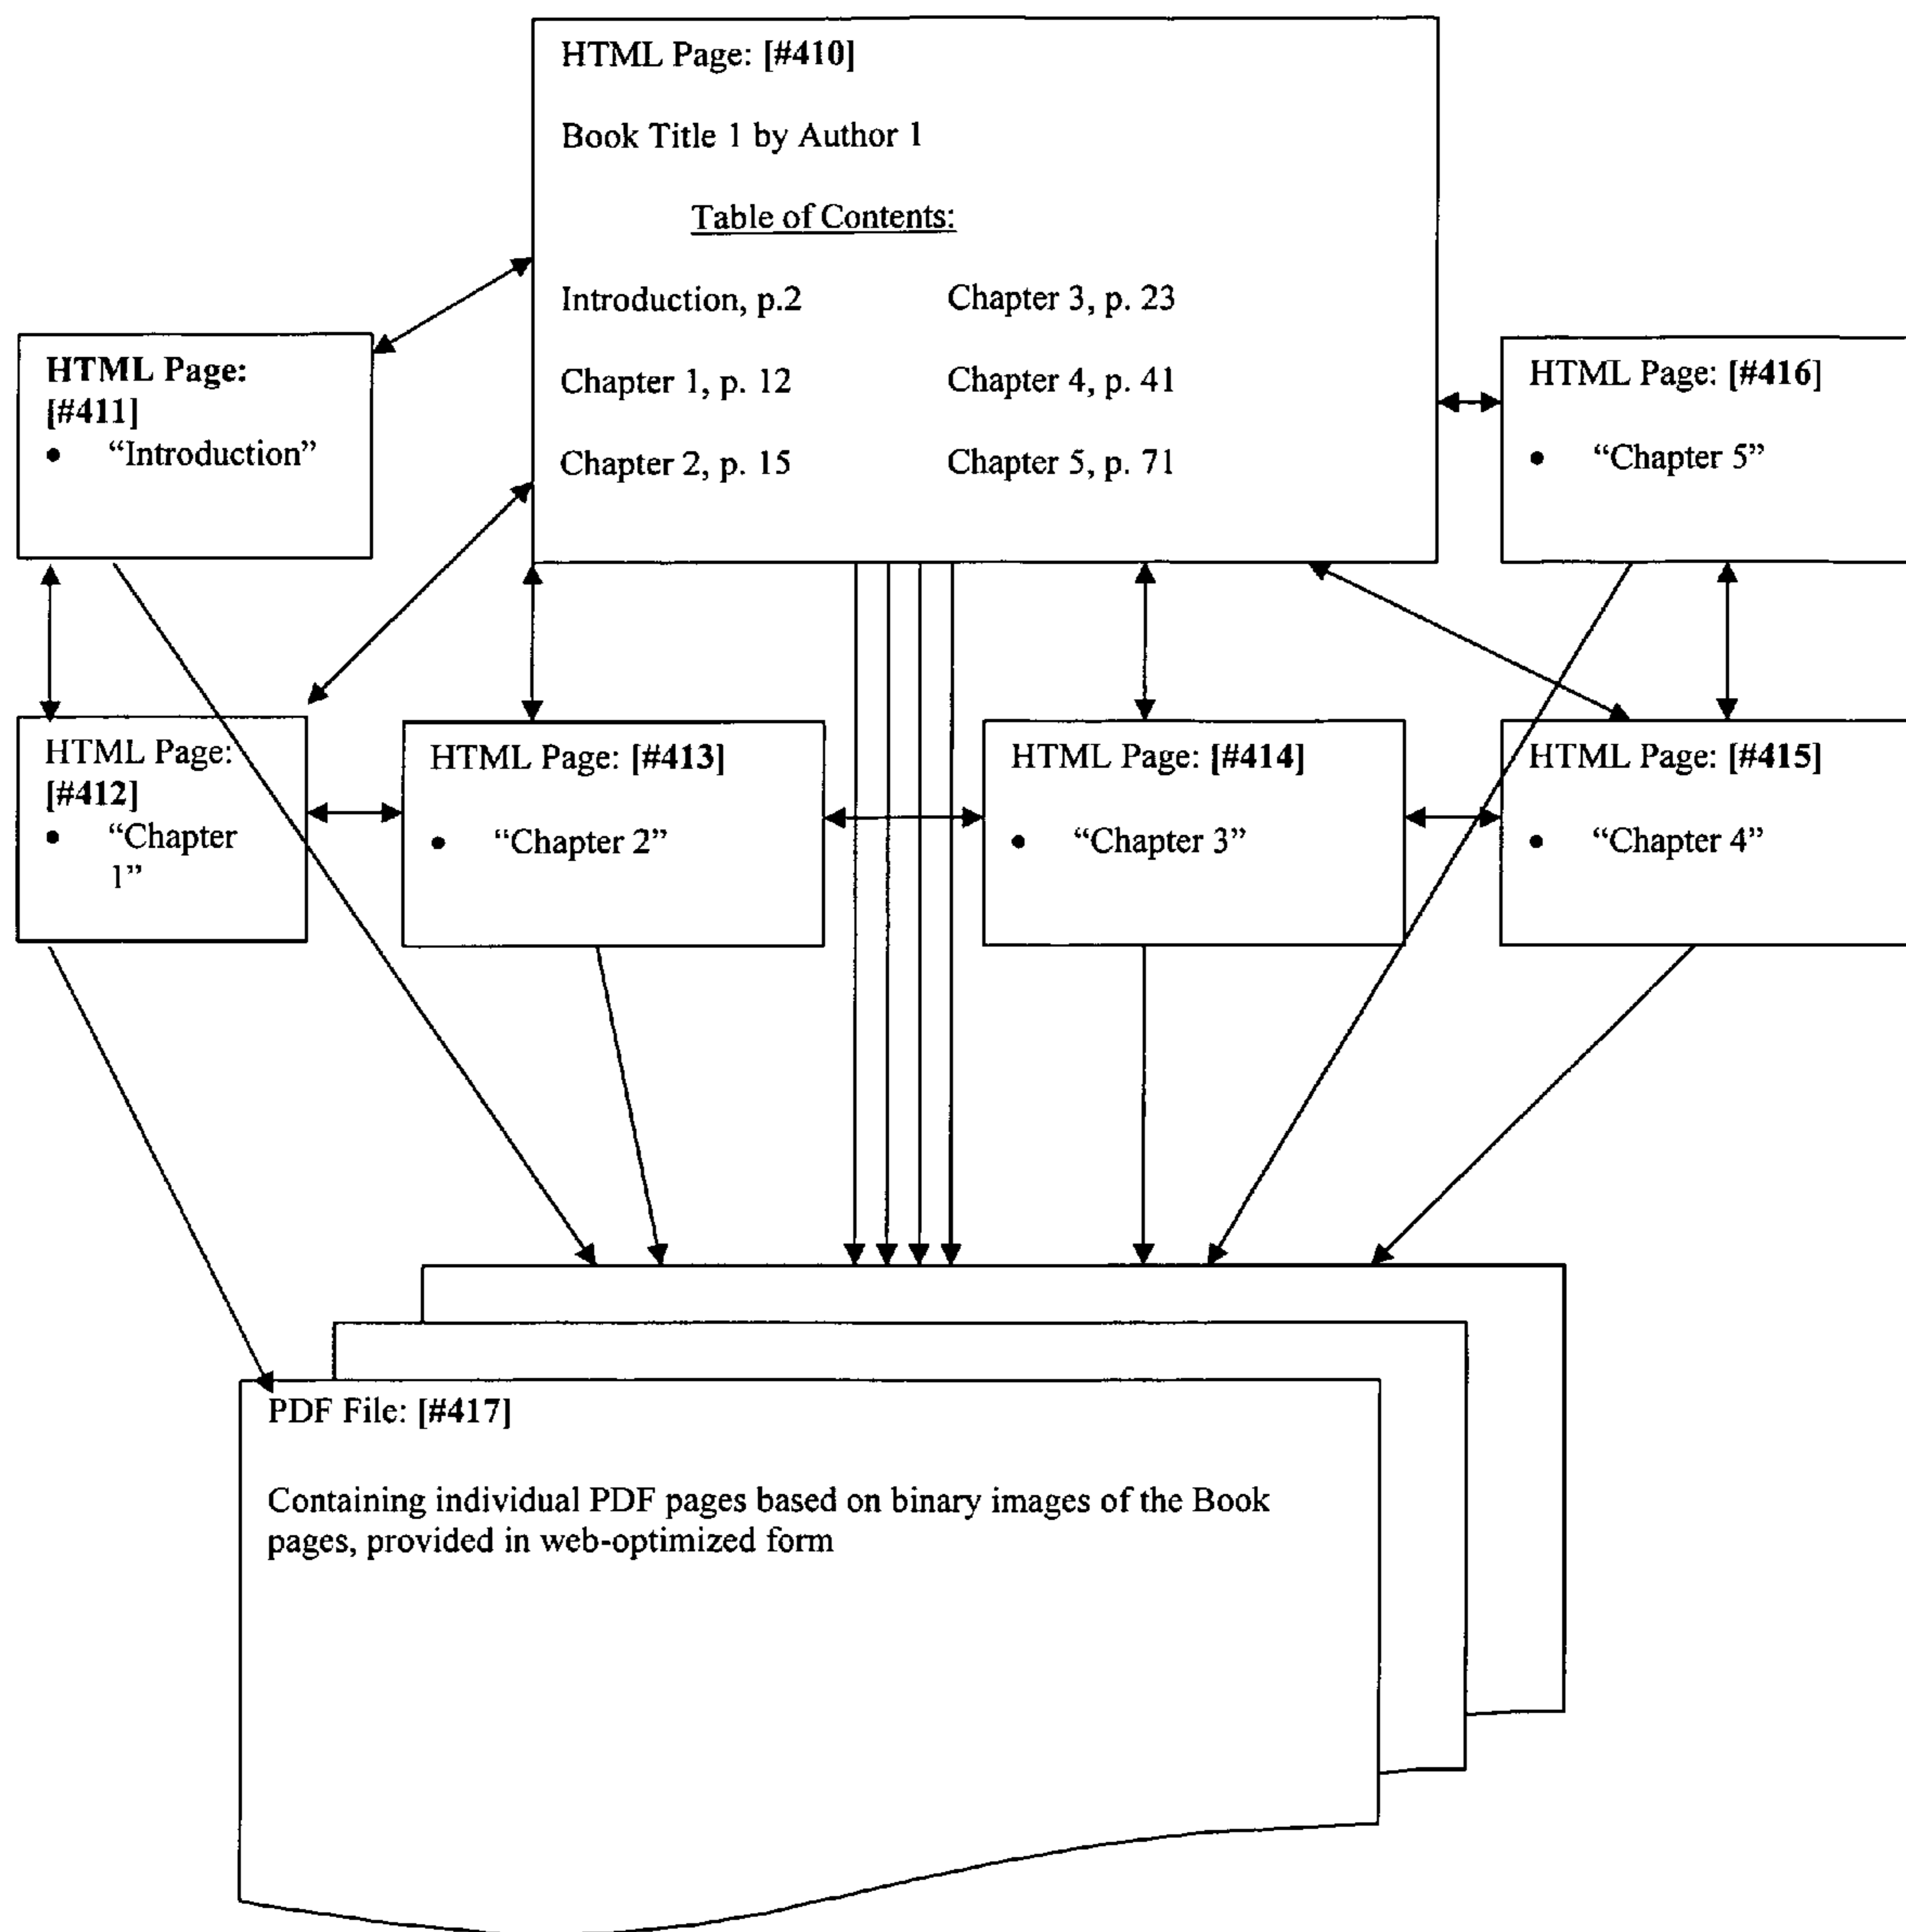 HTML Page: [#410]
Book Title 1 by Author 1
Table of Contents:
Introduction, p.2
Chapter 3, p. 23
Chapter 1, p. 12
Chapter 4, p. 41
Chapter 2, p. 15
Chapter 5, p. 71
HTML Page:
[#411]
• “Introduction”
HTML Page: [#416]
• “Chapter 5”
HTML Page:
[#412]
• “Chapter
1”
HTML Page: [#413]
• “Chapter 2”
HTML Page: [#414]
• “Chapter 3”
HTML Page: [#415]
• “Chapter 4”
PDF File: [#417]
Containing individual PDF pages based on binary images of the Book
pages, provided in web-optimized form